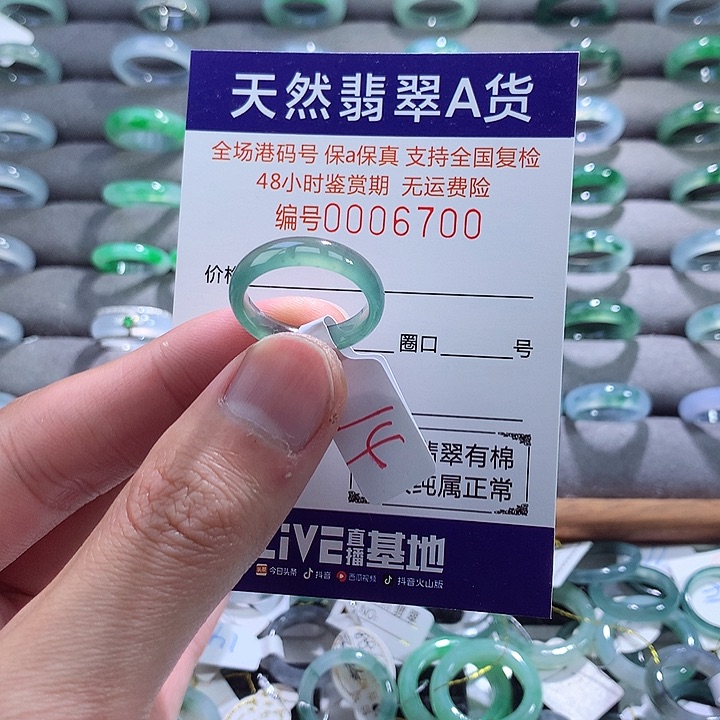 天然翡翠A货
全场港码号 保a保真 支持全国复检
48小时鉴赏期 无运费险
编号0006700
价格
圈口 号
翡翠有棉
纯属正常
LIVE直播基地
头条 今日头条 抖音 西瓜视频 抖音火山版